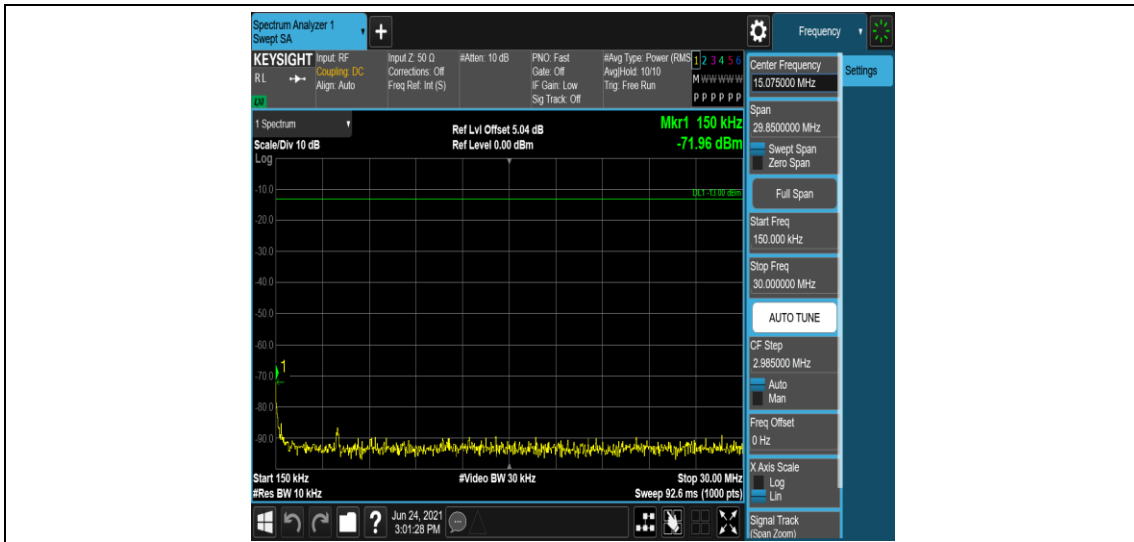 Spectrum Analyzer 1
Swept SA
+
Frequency
KEYSIGHT
RL
LXI
Input: RF
Coupling: DC
Align: Auto
Input Z: 50 Ω
Corrections: Off
Freq Ref: Int (S)
#Atten: 10 dB
PNO: Fast
Gate: Off
IF Gain: Low
Sig Track: Off
#Avg Type: Power (RMS
Avg|Hold: 10/10
Trig: Free Run
1 2 3 4 5 6
M W W W W W
P P P P P P
Center Frequency
15.075000 MHz
Settings
1 Spectrum
Scale/Div 10 dB
Ref Lvl Offset 5.04 dB
Ref Level 0.00 dBm
Mkr1 150 kHz
-71.96 dBm
Span
29.8500000 MHz
Swept Span
Zero Span
Full Span
Start Freq
150.000 kHz
Stop Freq
30.000000 MHz
AUTO TUNE
CF Step
2.985000 MHz
Auto
Man
Freq Offset
0 Hz
X Axis Scale
Log
Lin
Signal Track
(Span Zoom)
Log
DL1 -13.00 dBm
-10.0
-20.0
-30.0
-40.0
-50.0
-60.0
1
-70.0
-80.0
-90.0
Start 150 kHz
#Video BW 30 kHz
Stop 30.00 MHz
#Res BW 10 kHz
Sweep 92.6 ms (1000 pts)
?
Jun 24, 2021
3:01:28 PM